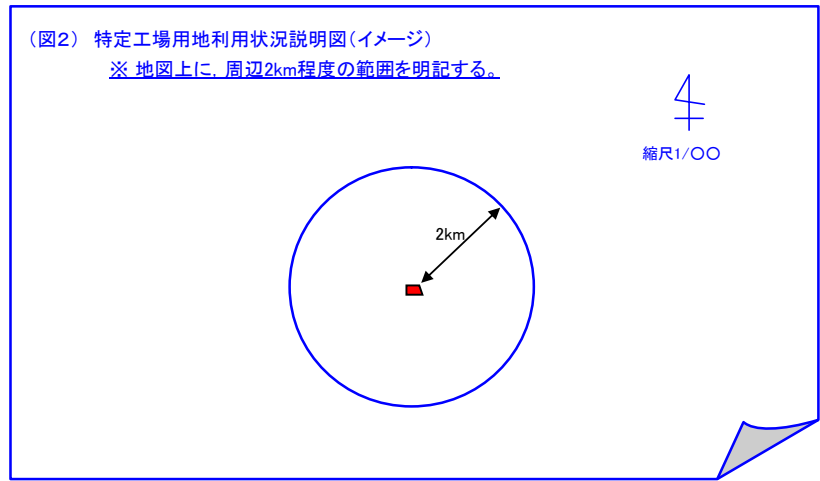 （図２） 特定工場用地利用状況説明図（イメージ）
※ 地図上に，周辺2km程度の範囲を明記する。
縮尺1/〇〇
2km